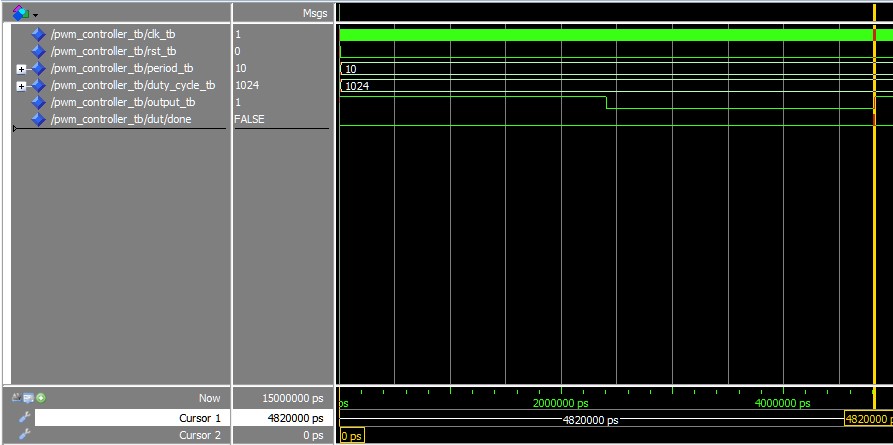 Msgs
/pwm_controller_tb/clk_tb 1
/pwm_controller_tb/rst_tb 0
/pwm_controller_tb/period_tb 10 10
/pwm_controller_tb/duty_cycle_tb 1024 1024
/pwm_controller_tb/output_tb 1
/pwm_controller_tb/dut/done FALSE
Now 15000000 ps ps 2000000 ps 4000000 ps
Cursor 1 4820000 ps 4820000 ps 4820000 p
Cursor 2 0 ps 0 ps